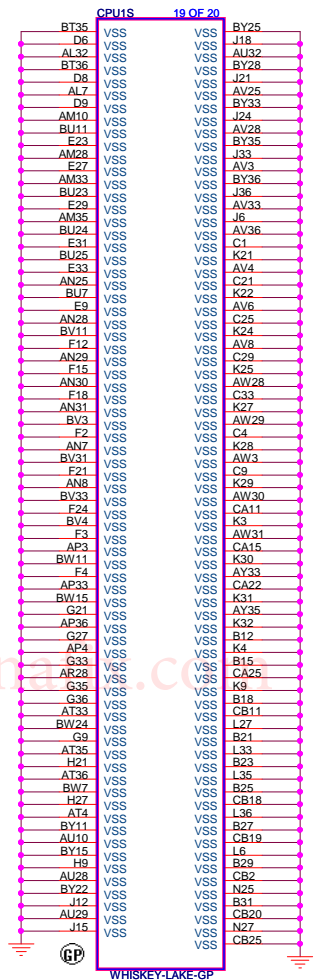 CPU1S 19 OF 20
BT35 VSS VSS BY25
D6 VSS VSS J18
AL32 VSS VSS AU32
BT36 VSS VSS BY28
D8 VSS VSS J21
AL7 VSS VSS AV25
D9 VSS VSS BY33
AM10 VSS VSS J24
BU11 VSS VSS AV28
E23 VSS VSS BY35
AM28 VSS VSS J33
E27 VSS VSS AV3
AM33 VSS VSS BY36
BU23 VSS VSS J36
E29 VSS VSS AV33
AM35 VSS VSS J6
BU24 VSS VSS AV36
E31 VSS VSS C1
BU25 VSS VSS K21
E33 VSS VSS AV4
AN25 VSS VSS C21
BU7 VSS VSS K22
E9 VSS VSS AV6
AN28 VSS VSS C25
BV11 VSS VSS K24
F12 VSS VSS AV8
AN29 VSS VSS C29
F15 VSS VSS K25
AN30 VSS VSS AW28
F18 VSS VSS C33
AN31 VSS VSS K27
BV3 VSS VSS AW29
F2 VSS VSS C4
AN7 VSS VSS K28
BV31 VSS VSS AW3
F21 VSS VSS C9
AN8 VSS VSS K29
BV33 VSS VSS AW30
F24 VSS VSS CA11
BV4 VSS VSS K3
F3 VSS VSS AW31
AP3 VSS VSS CA15
BW11 VSS VSS K30
F4 VSS VSS AY33
AP33 VSS VSS CA22
BW15 VSS VSS K31
G21 VSS VSS AY35
AP36 VSS VSS K32
G27 VSS VSS B12
AP4 VSS VSS K4
G33 VSS VSS B15
AR28 VSS VSS CA25
G35 VSS VSS K9
G36 VSS VSS B18
AT33 VSS VSS CB11
BW24 VSS VSS L27
G9 VSS VSS B21
AT35 VSS VSS L33
H21 VSS VSS B23
AT36 VSS VSS L35
BW7 VSS VSS B25
H27 VSS VSS CB18
AT4 VSS VSS L36
BY11 VSS VSS B27
AU10 VSS VSS CB19
BY15 VSS VSS L6
H9 VSS VSS B29
AU28 VSS VSS CB2
BY22 VSS VSS N25
J12 VSS VSS B31
AU29 VSS VSS CB20
J15 VSS VSS N27
VSS CB25
GP
WHISKEY-LAKE-GP